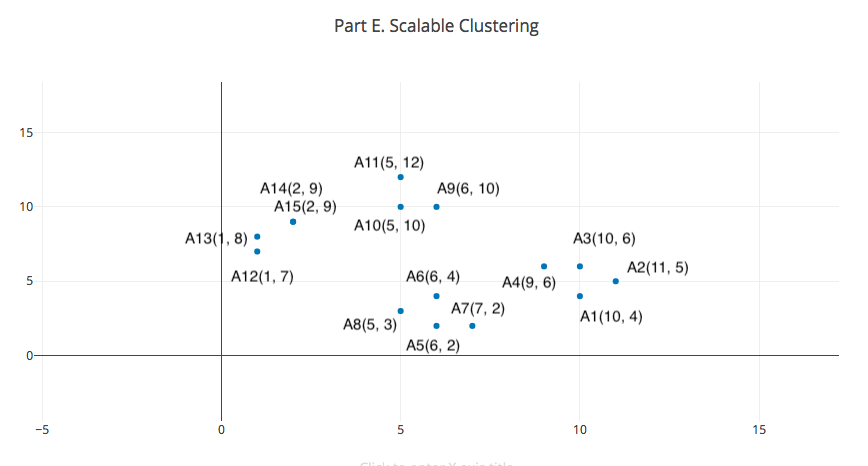 Part E. Scalable Clustering
15
A11(5, 12)
A14(2, 9)
A9(6, 10)
10
A15(2, 9)
A10(5, 10)
A13(1, 8)
A3(10, 6)
A12(1, 7)
A6(6, 4)
A2(11, 5)
5
A4(9, 6)
A7(7, 2)
A8(5, 3)
A1(10, 4)
A5(6, 2)
0
−5
0
5
10
15